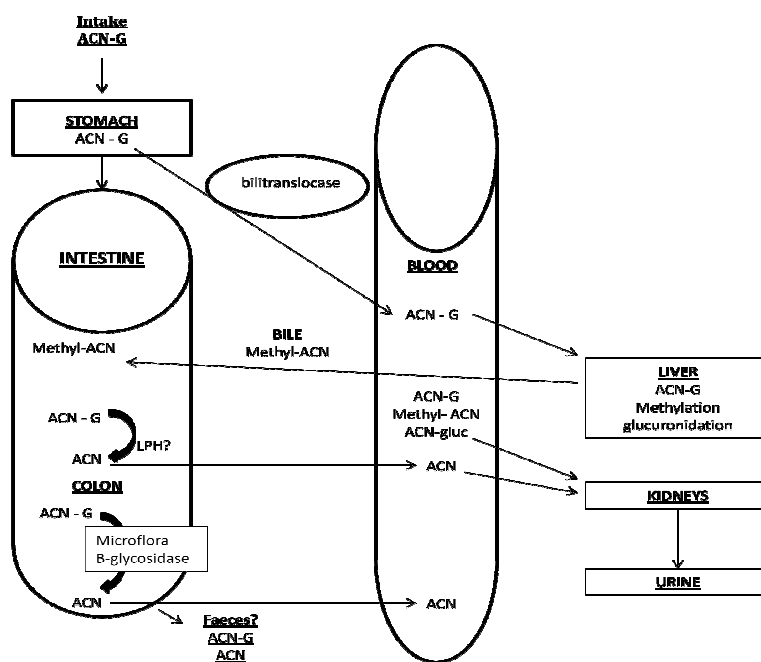 Intake
ACN-G
STOMACH
ACN - G
bilitranslocase
INTESTINE
BLOOD
ACN - G
Methyl-ACN
BILE
Methyl-ACN
LIVER
ACN-G
Methylation
glucuronidation
ACN-G
Methyl- ACN
ACN-gluc
ACN - G
LPH?
ACN
ACN
COLON
KIDNEYS
ACN - G
Microflora
B-glycosidase
URINE
ACN
ACN
Faeces?
ACN-G
ACN